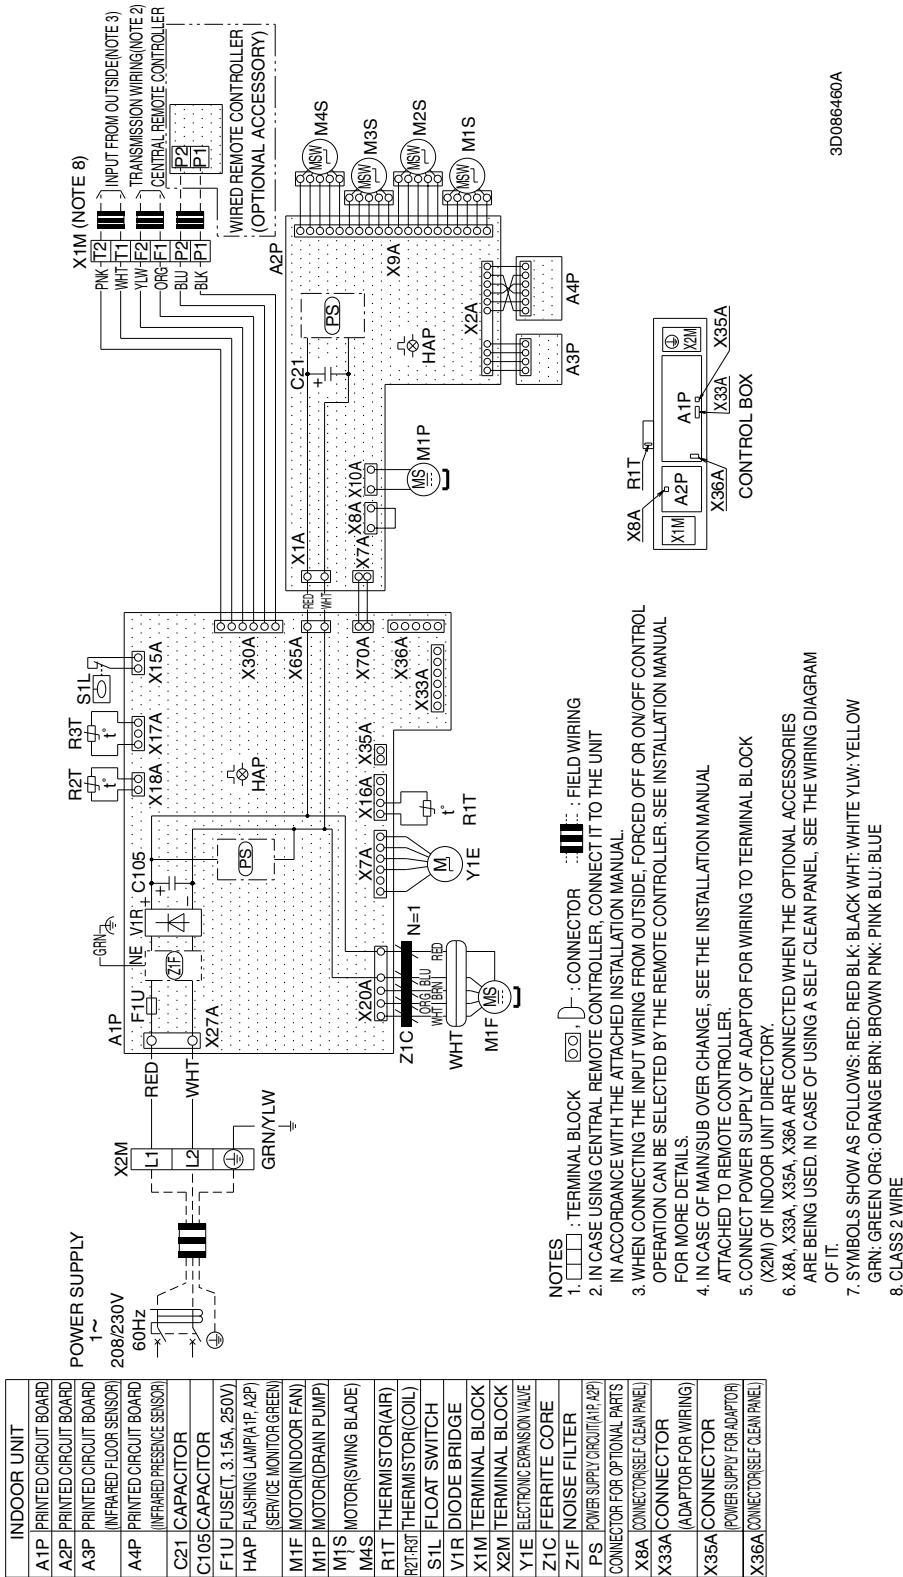 INDOOR UNIT
A1P PRINTED CIRCUIT BOARD
A2P PRINTED CIRCUIT BOARD
A3P PRINTED CIRCUIT BOARD
(INFRARED FLOOR SENSOR)
A4P PRINTED CIRCUIT BOARD
(INFRARED PRESENCE SENSOR)
C21 CAPACITOR
C105 CAPACITOR
F1U FUSE(T, 3.15A, 250V)
HAP FLASHING LAMP(A1P, A2P)
(SERVICE MONITOR GREEN)
M1F MOTOR(INDOOR FAN)
M1P MOTOR(DRAIN PUMP)
M1S ~ M4S MOTOR(SWING BLADE)
R1T THERMISTOR(AIR)
R2T·R3T THERMISTOR(COIL)
S1L FLOAT SWITCH
V1R DIODE BRIDGE
X1M TERMINAL BLOCK
X2M TERMINAL BLOCK
Y1E ELECTRONIC EXPANSION VALVE
Z1C FERRITE CORE
Z1F NOISE FILTER
PS POWER SUPPLY CIRCUIT(A1P, A2P)
CONNECTOR FOR OPTIONAL PARTS
X8A CONNECTOR(SELF CLEAN PANEL)
X33A CONNECTOR
(ADAPTOR FOR WIRING)
X35A CONNECTOR
(POWER SUPPLY FOR ADAPTOR)
X36A CONNECTOR(SELF CLEAN PANEL)
POWER SUPPLY
1~
208/230V
60Hz
X2M
L1
L2
GRN/YLW
RED
WHT
A1P
X27A
F1U
GRN
NE
Z1F
V1R
C105
+
-
+
PS
HAP
R2T
t°
X18A
R3T
t°
X17A
S1L
X15A
X30A
X65A
X70A
X36A
X33A
X35A
X16A
R1T
t°
X7A
M
Y1E
X20A
Z1C
N=1
WHT
ORG
BRN
BLU
RED
WHT
MS
M1F
RED
WHT
X1A
X7A
X8A
X10A
MS
M1P
A2P
C21
+
PS
HAP
X9A
X2A
A3P
A4P
MSW
M4S
MSW
M3S
MSW
M2S
MSW
M1S
X1M (NOTE 8)
PNK
WHT
YLW
ORG
BLU
BLK
T2
T1
F2
F1
P2
P1
INPUT FROM OUTSIDE(NOTE 3)
TRANSMISSION WIRING(NOTE 2)
CENTRAL REMOTE CONTROLLER
P2
P1
WIRED REMOTE CONTROLLER
(OPTIONAL ACCESSORY)
NOTES
1. : TERMINAL BLOCK , : CONNECTOR : FIELD WIRING
2. IN CASE USING CENTRAL REMOTE CONTROLLER, CONNECT IT TO THE UNIT
IN ACCORDANCE WITH THE ATTACHED INSTALLATION MANUAL.
3. WHEN CONNECTING THE INPUT WIRING FROM OUTSIDE, FORCED OFF OR ON/OFF CONTROL
OPERATION CAN BE SELECTED BY THE REMOTE CONTROLLER. SEE INSTALLATION MANUAL
FOR MORE DETAILS.
4. IN CASE OF MAIN/SUB OVER CHANGE, SEE THE INSTALLATION MANUAL
ATTACHED TO REMOTE CONTROLLER.
5. CONNECT POWER SUPPLY OF ADAPTOR FOR WIRING TO TERMINAL BLOCK
(X2M) OF INDOOR UNIT DIRECTORY.
6. X8A, X33A, X35A, X36A ARE CONNECTED WHEN THE OPTIONAL ACCESSORIES
ARE BEING USED. IN CASE OF USING A SELF CLEAN PANEL, SEE THE WIRING DIAGRAM
OF IT.
7. SYMBOLS SHOW AS FOLLOWS: RED: RED BLK: BLACK WHT: WHITE YLW: YELLOW
GRN: GREEN ORG: ORANGE BRN: BROWN PNK: PINK BLU: BLUE
8. CLASS 2 WIRE
X8A
R1T
X1M
A2P
A1P
X2M
X36A
X33A
X35A
CONTROL BOX
3D086460A